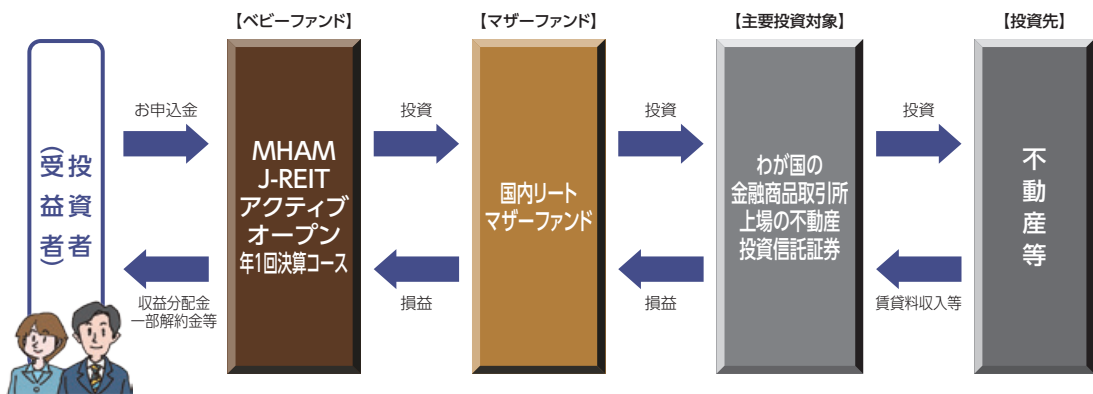 【ベビーファンド】
【マザーファンド】
【主要投資対象】
【投資先】
投資者
(受益者)
お申込金
収益分配金
一部解約金等
MHAM
J-REIT
アクティブ
オープン
年1回決算コース
投資
損益
国内リート
マザーファンド
投資
損益
わが国の
金融商品取引所
上場の不動産
投資信託証券
投資
賃貸料収入等
不動産等